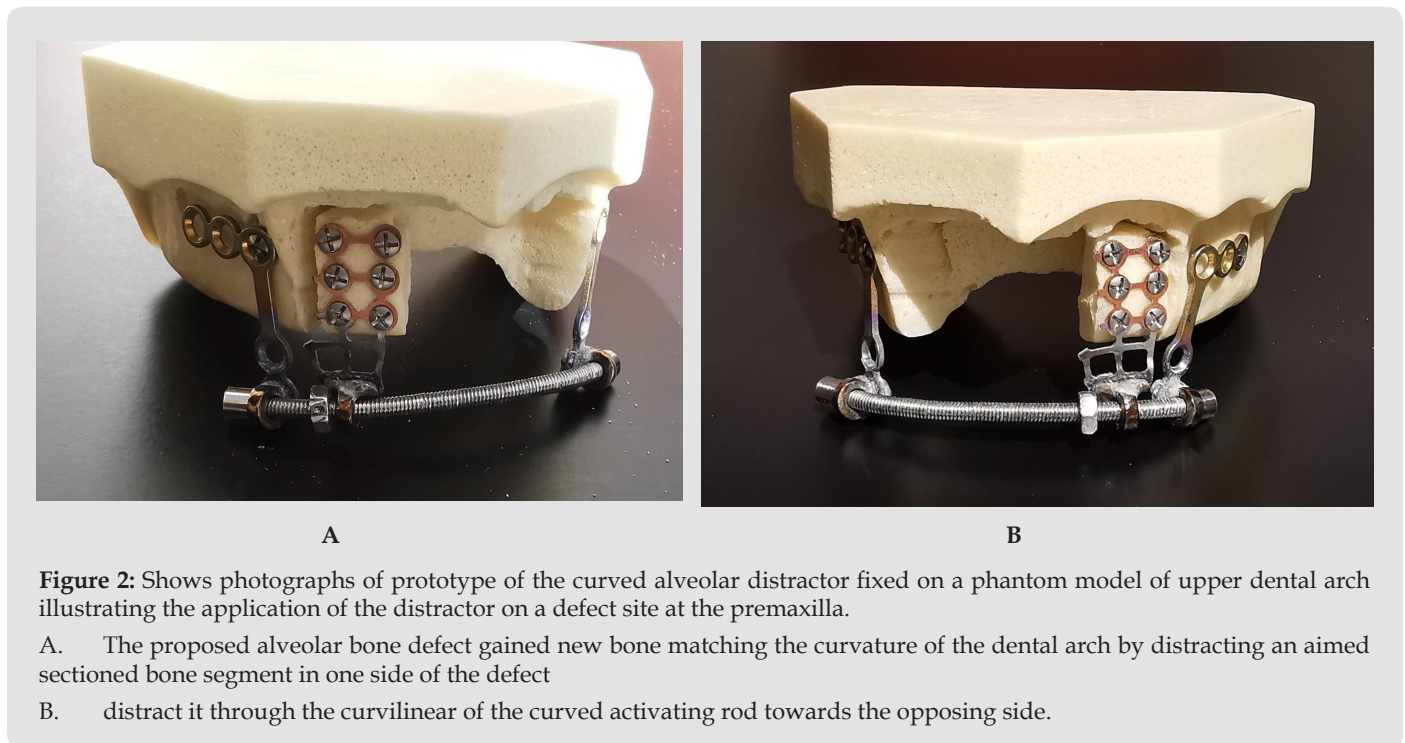 A
B
Figure 2: Shows photographs of prototype of the curved alveolar distractor fixed on a phantom model of upper dental arch
illustrating the application of the distractor on a defect site at the premaxilla.
A. The proposed alveolar bone defect gained new bone matching the curvature of the dental arch by distracting an aimed
sectioned bone segment in one side of the defect
B. distract it through the curvilinear of the curved activating rod towards the opposing side.